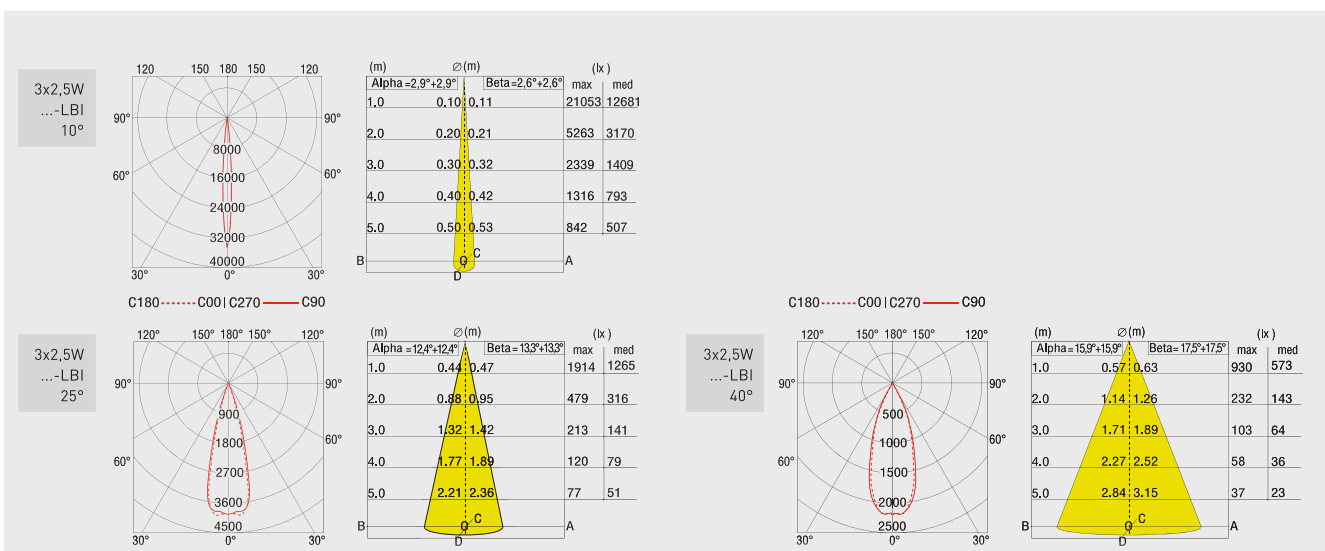 3x2,5W
...-LBI
10°
120 150 180 150 120
90° 90°
8000
60° 60°
16000
24000
32000
40000
30° 0° 30°
(m) ∅(m) (lx )
Alpha =2,9°+2,9° Beta=2,6°+2,6° max med
1.0 0.10 0.11 21053 12681
2.0 0.20 0.21 5263 3170
3.0 0.30 0.32 2339 1409
4.0 0.40 0.42 1316 793
5.0 0.50 0.53 842 507
C
B O A
D
C180 C00 | C270 C90
3x2,5W
...-LBI
25°
120° 150° 180° 150° 120°
90° 90°
900
1800
60° 60°
2700
3600
4500
30° 0° 30°
(m) ∅(m) (lx )
Alpha =12,4°+12,4° Beta=13,3°+13,3° max med
1.0 0.44 0.47 1914 1265
2.0 0.88 0.95 479 316
3.0 1.32 1.42 213 141
4.0 1.77 1.89 120 79
5.0 2.21 2.36 77 51
C
B O A
D
C180 C00 | C270 C90
3x2,5W
...-LBI
40°
120° 150° 180° 150° 120°
90° 90°
500
1000
60° 60°
1500
2000
2500
30° 0° 30°
(m) ∅(m) (lx )
Alpha=15,9°+15,9° Beta=17,5°+17,5° max med
1.0 0.57 0.63 930 573
2.0 1.14 1.26 232 143
3.0 1.71 1.89 103 64
4.0 2.27 2.52 58 36
5.0 2.84 3.15 37 23
C
B O A
D